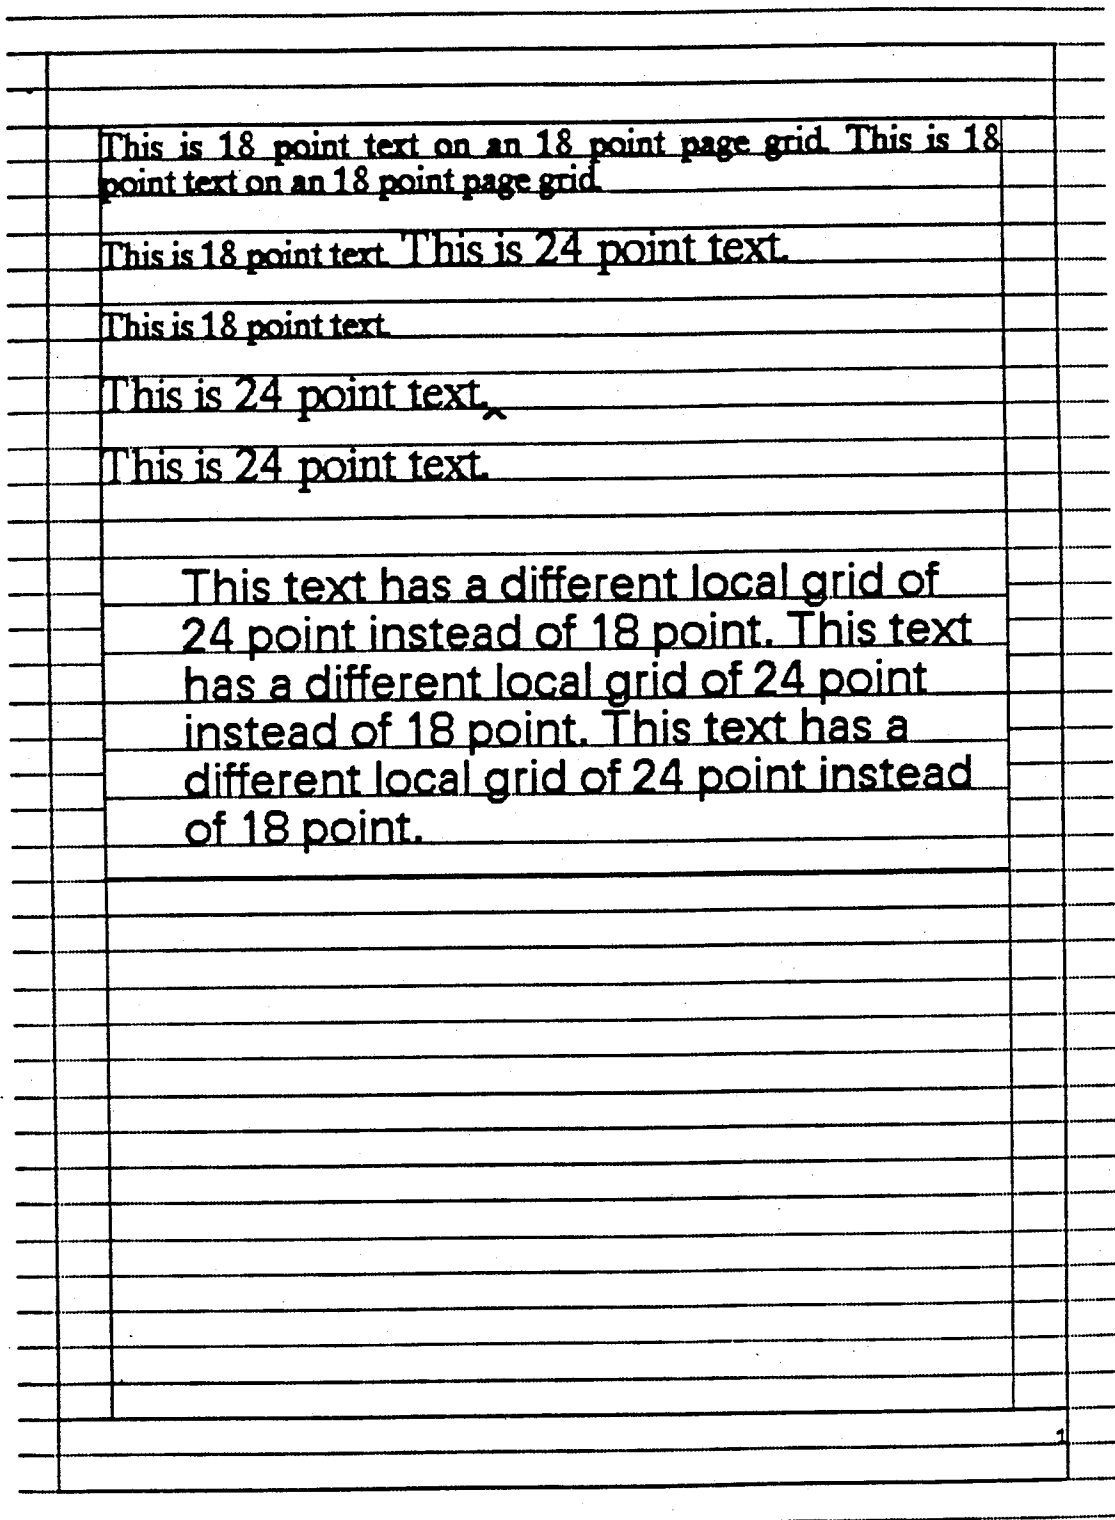 This is 18 point text on an 18 point page grid. This is 18
point text on an 18 point page grid.
This is 18 point text. This is 24 point text.
This is 18 point text.
This is 24 point text.
This is 24 point text.
This text has a different local grid of
24 point instead of 18 point. This text
has a different local grid of 24 point
instead of 18 point. This text has a
different local grid of 24 point instead
of 18 point.
1